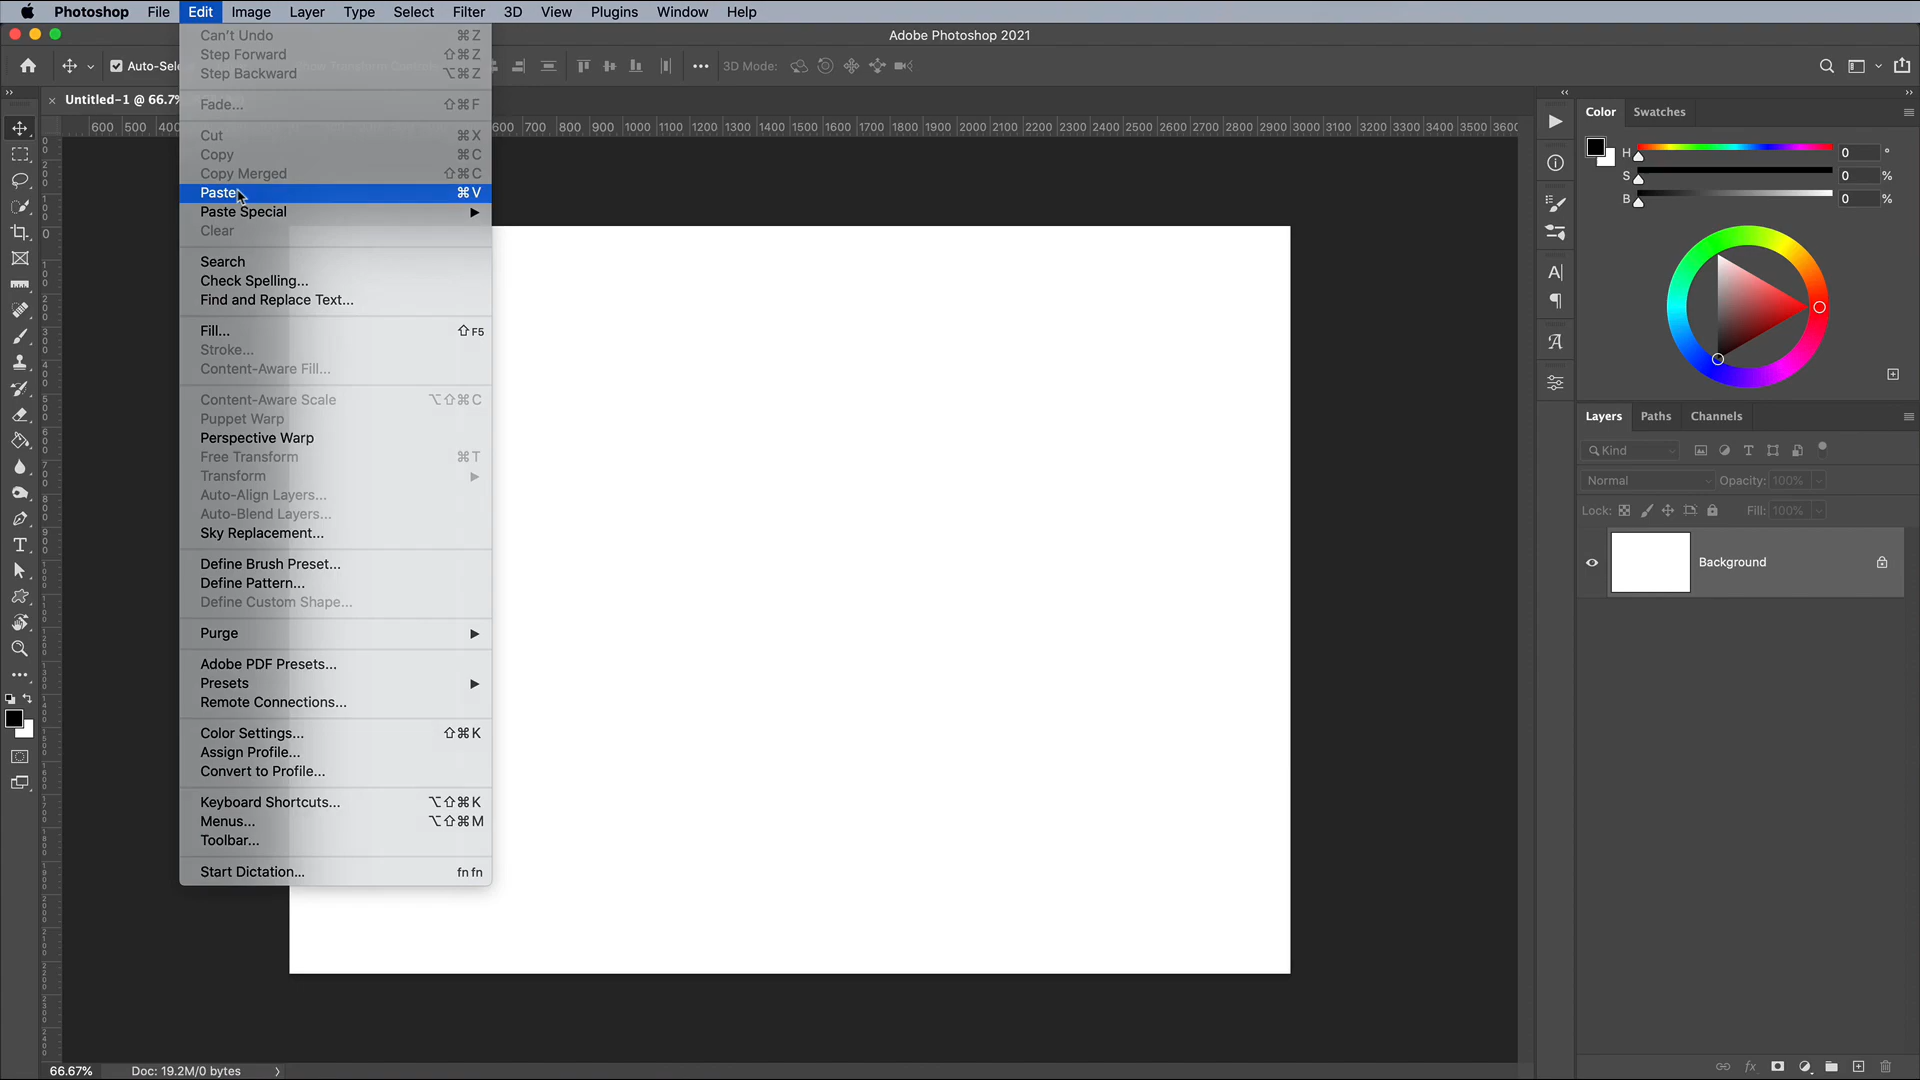 Photoshop File Edit Image Layer Type Select Filter 3D View Plugins Window Help
Adobe Photoshop 2021
Auto-Sele 3D Mode:
Untitled-1 @ 66.7%
600 500 400 600 700 800 900 1000 1100 1200 1300 1400 1500 1600 1700 1800 1900 2000 2100 2200 2300 2400 2500 2600 2700 2800 2900 3000 3100 3200 3300 3400 3500 3600
Can't Undo ⌘Z
Step Forward ⇧⌘Z
Step Backward ⌥⌘Z
Fade... ⇧⌘F
Cut ⌘X
Copy ⌘C
Copy Merged ⇧⌘C
Paste ⌘V
Paste Special
Clear
Search
Check Spelling...
Find and Replace Text...
Fill... ⇧F5
Stroke...
Content-Aware Fill...
Content-Aware Scale ⌥⇧⌘C
Puppet Warp
Perspective Warp
Free Transform ⌘T
Transform
Auto-Align Layers...
Auto-Blend Layers...
Sky Replacement...
Define Brush Preset...
Define Pattern...
Define Custom Shape...
Purge
Adobe PDF Presets...
Presets
Remote Connections...
Color Settings... ⇧⌘K
Assign Profile...
Convert to Profile...
Keyboard Shortcuts... ⌥⇧⌘K
Menus... ⌥⇧⌘M
Toolbar...
Start Dictation... fn fn
Color Swatches
H 0 °
S 0 %
B 0 %
Layers Paths Channels
Kind
Normal Opacity: 100%
Lock: Fill: 100%
Background
66.67% Doc: 19.2M/0 bytes